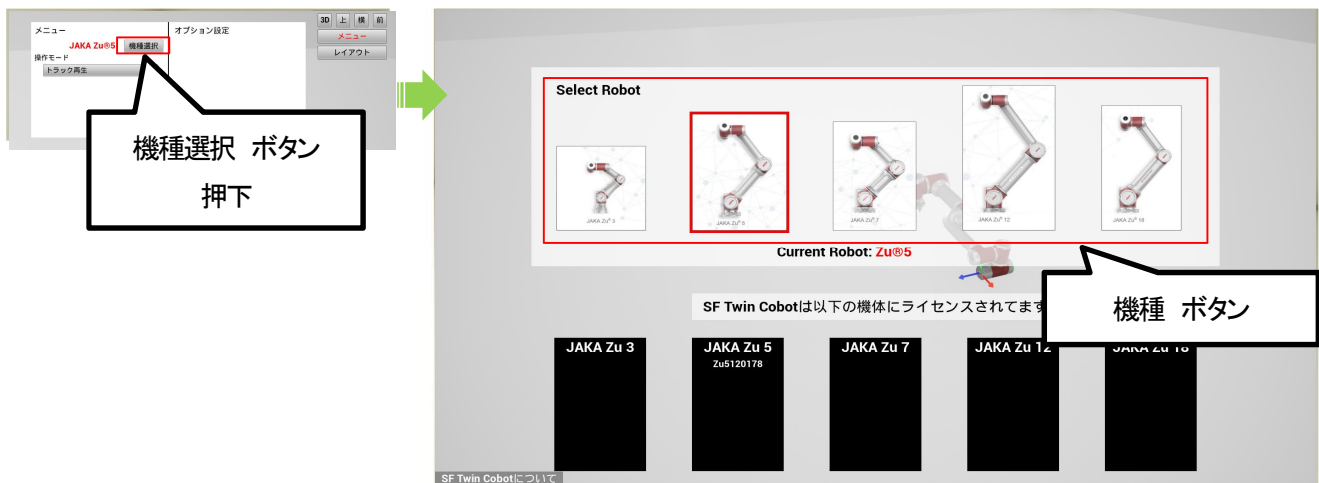 メニュー
JAKA Zu®5 機種選択
操作モード
トラック再生
オプション設定
3D 上 横 前
メニュー
レイアウト
機種選択 ボタン
押下
Select Robot
JAKA Zu® 3
JAKA Zu® 5
JAKA Zu® 7
JAKA Zu® 12
JAKA Zu® 18
Current Robot: Zu®5
機種 ボタン
SF Twin Cobotは以下の機体にライセンスされてます
JAKA Zu 3
JAKA Zu 5
Zu5120178
JAKA Zu 7
JAKA Zu 12
JAKA Zu 18
SF Twin Cobotについて